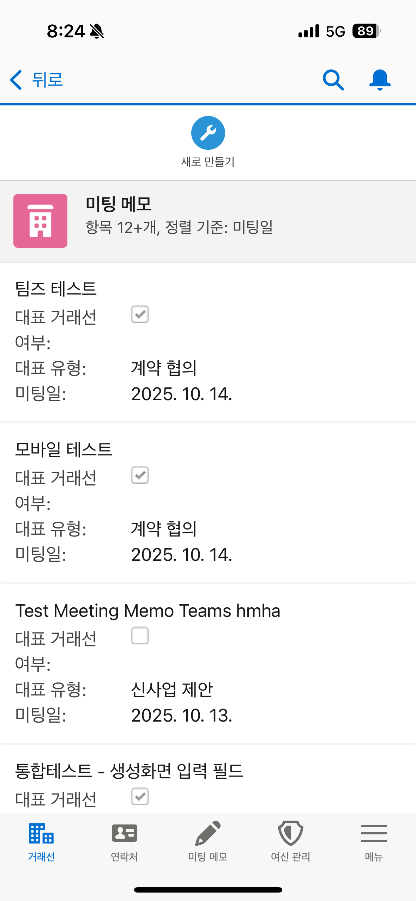 8:24
5G 89
뒤로
새로 만들기
미팅 메모
항목 12+개, 정렬 기준: 미팅일
팀즈 테스트
대표 거래선
여부:
대표 유형: 계약 협의
미팅일: 2025. 10. 14.
모바일 테스트
대표 거래선
여부:
대표 유형: 계약 협의
미팅일: 2025. 10. 14.
Test Meeting Memo Teams hmha
대표 거래선
여부:
대표 유형: 신사업 제안
미팅일: 2025. 10. 13.
통합테스트 - 생성화면 입력 필드
대표 거래선
거래선 연락처 미팅 메모 여신 관리 메뉴